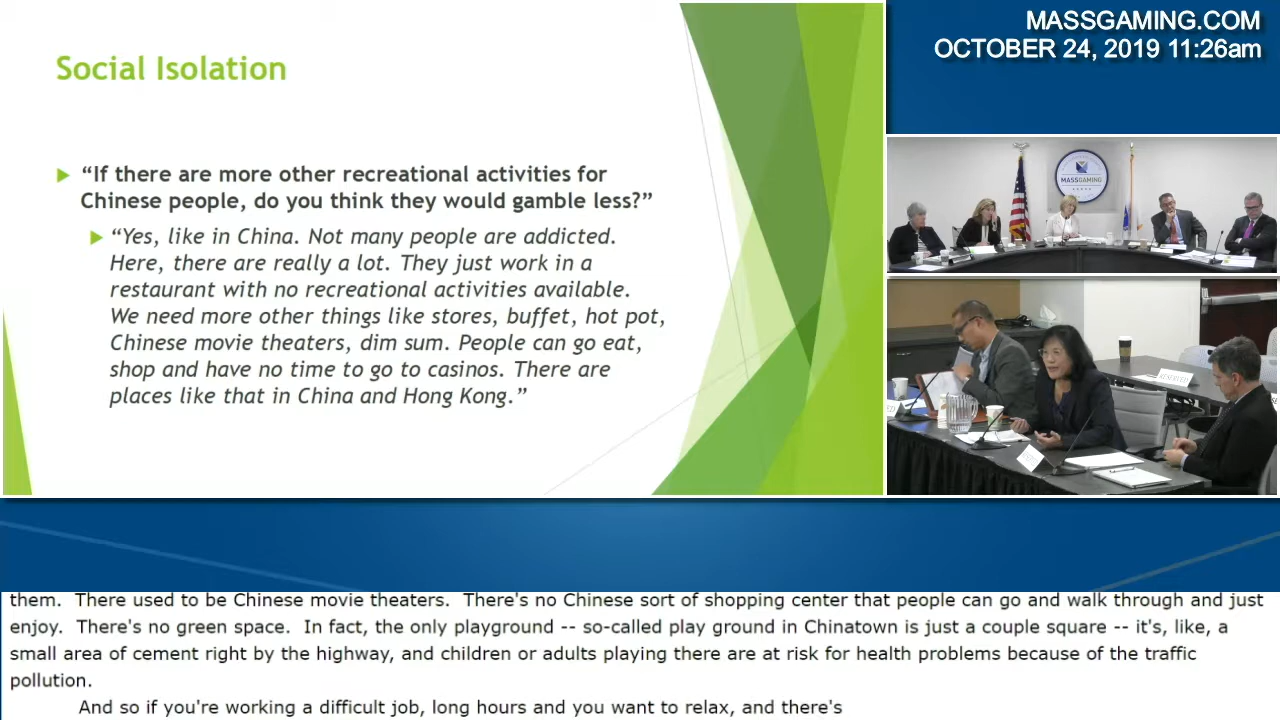 MASSGAMING.COM
OCTOBER 24, 2019 11:26am
Social Isolation
“If there are more other recreational activities for
Chinese people, do you think they would gamble less?”
“Yes, like in China. Not many people are addicted.
Here, there are really a lot. They just work in a
restaurant with no recreational activities available.
We need more other things like stores, buffet, hot pot,
Chinese movie theaters, dim sum. People can go eat,
shop and have no time to go to casinos. There are
places like that in China and Hong Kong.”
MASSGAMING
RESERVED
them.  There used to be Chinese movie theaters.  There's no Chinese sort of shopping center that people can go and walk through and just
enjoy.  There's no green space.  In fact, the only playground -- so-called play ground in Chinatown is just a couple square -- it's, like, a
small area of cement right by the highway, and children or adults playing there are at risk for health problems because of the traffic
pollution.
And so if you're working a difficult job, long hours and you want to relax, and there's